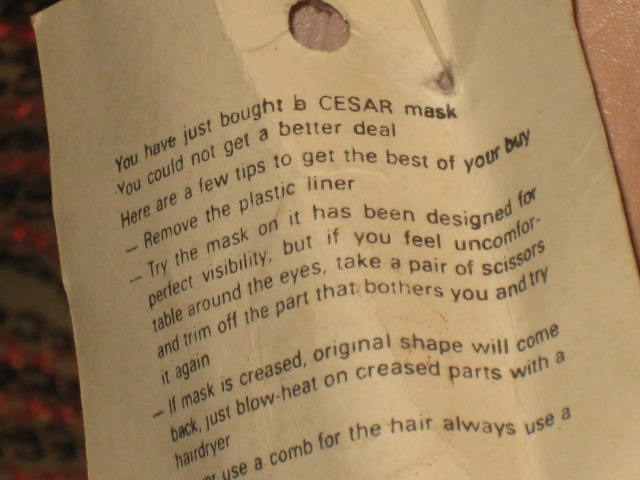 You have just bought a CESAR mask
You could not get a better deal
Here are a few tips to get the best of your buy
– Remove the plastic liner
– Try the mask on it has been designed for
perfect visibility, but if you feel uncomfor-
table around the eyes, take a pair of scissors
and trim off the part that bothers you and try
it again
– If mask is creased, original shape will come
back, just blow-heat on creased parts with a
hairdryer
use a comb for the hair always use a